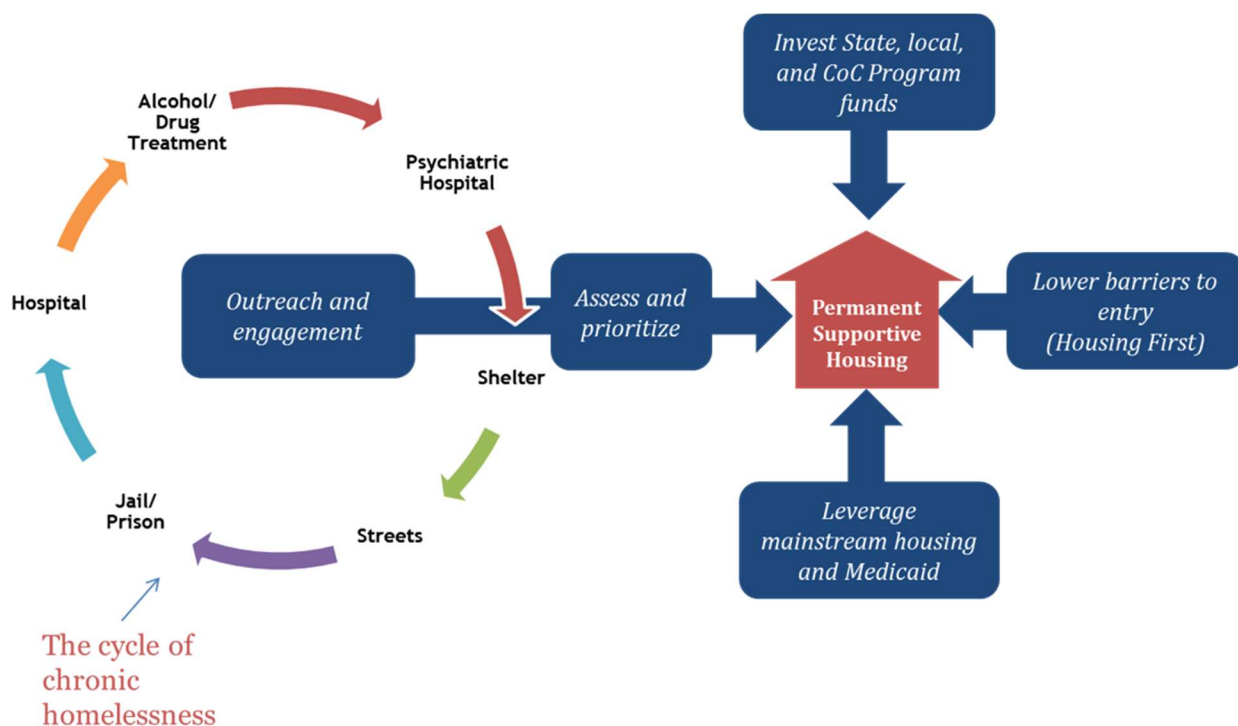 Invest State, local,
and CoC Program
funds
Alcohol/
Drug
Treatment
Psychiatric
Hospital
Hospital
Outreach and
engagement
Assess and
prioritize
Permanent
Supportive
Housing
Lower barriers to
entry
(Housing First)
Shelter
Jail/
Prison
Streets
Leverage
mainstream housing
and Medicaid
The cycle of
chronic
homelessness